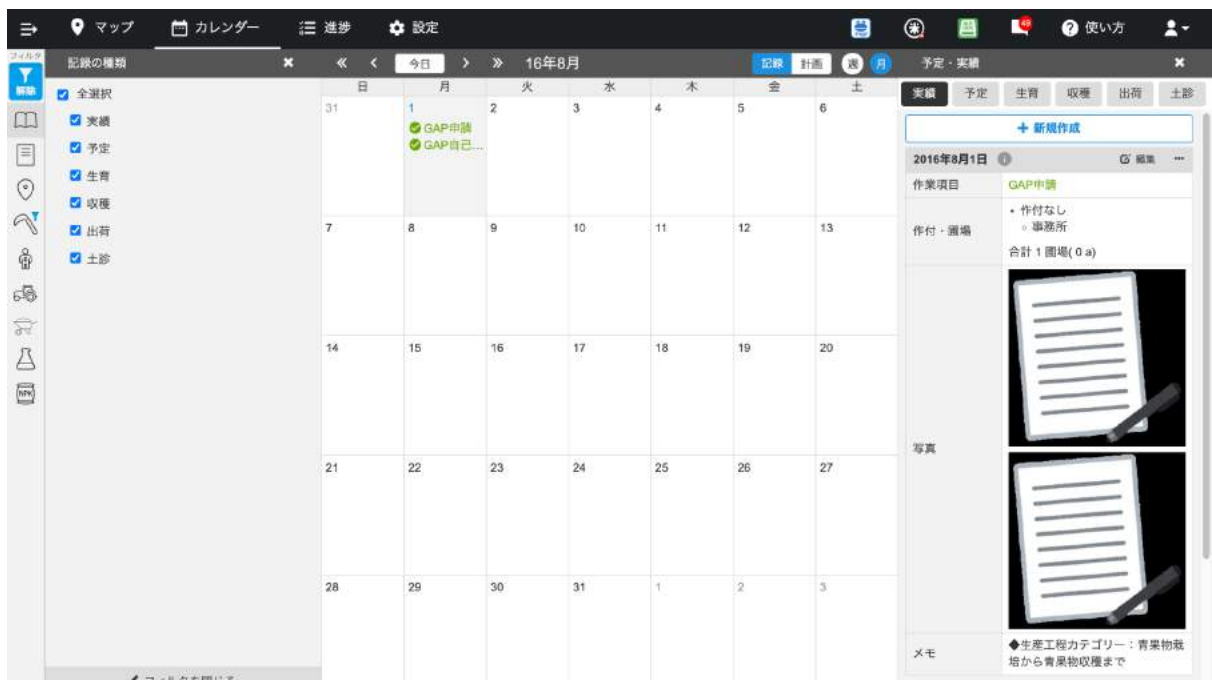 マップ
カレンダー
進捗
設定
49
使い方
フィルタ
解除
記録の種類
全選択
実績
予定
生育
収穫
出荷
土診
NPK
« < 今日 > » 16年8月
記録 計画 週 月
日 月 火 水 木 金 土
31 1 2 3 4 5 6
GAP申請
GAP自己...
7 8 9 10 11 12 13
14 15 16 17 18 19 20
21 22 23 24 25 26 27
28 29 30 31 1 2 3
予定・実績
実績 予定 生育 収穫 出荷 土診
+ 新規作成
2016年8月1日 編集 ...
作業項目 GAP申請
作付・圃場
・作付なし
○ 事務所
合計 1 圃場( 0 a)
写真
メモ
◆生産工程カテゴリー：青果物栽
培から青果物収穫まで